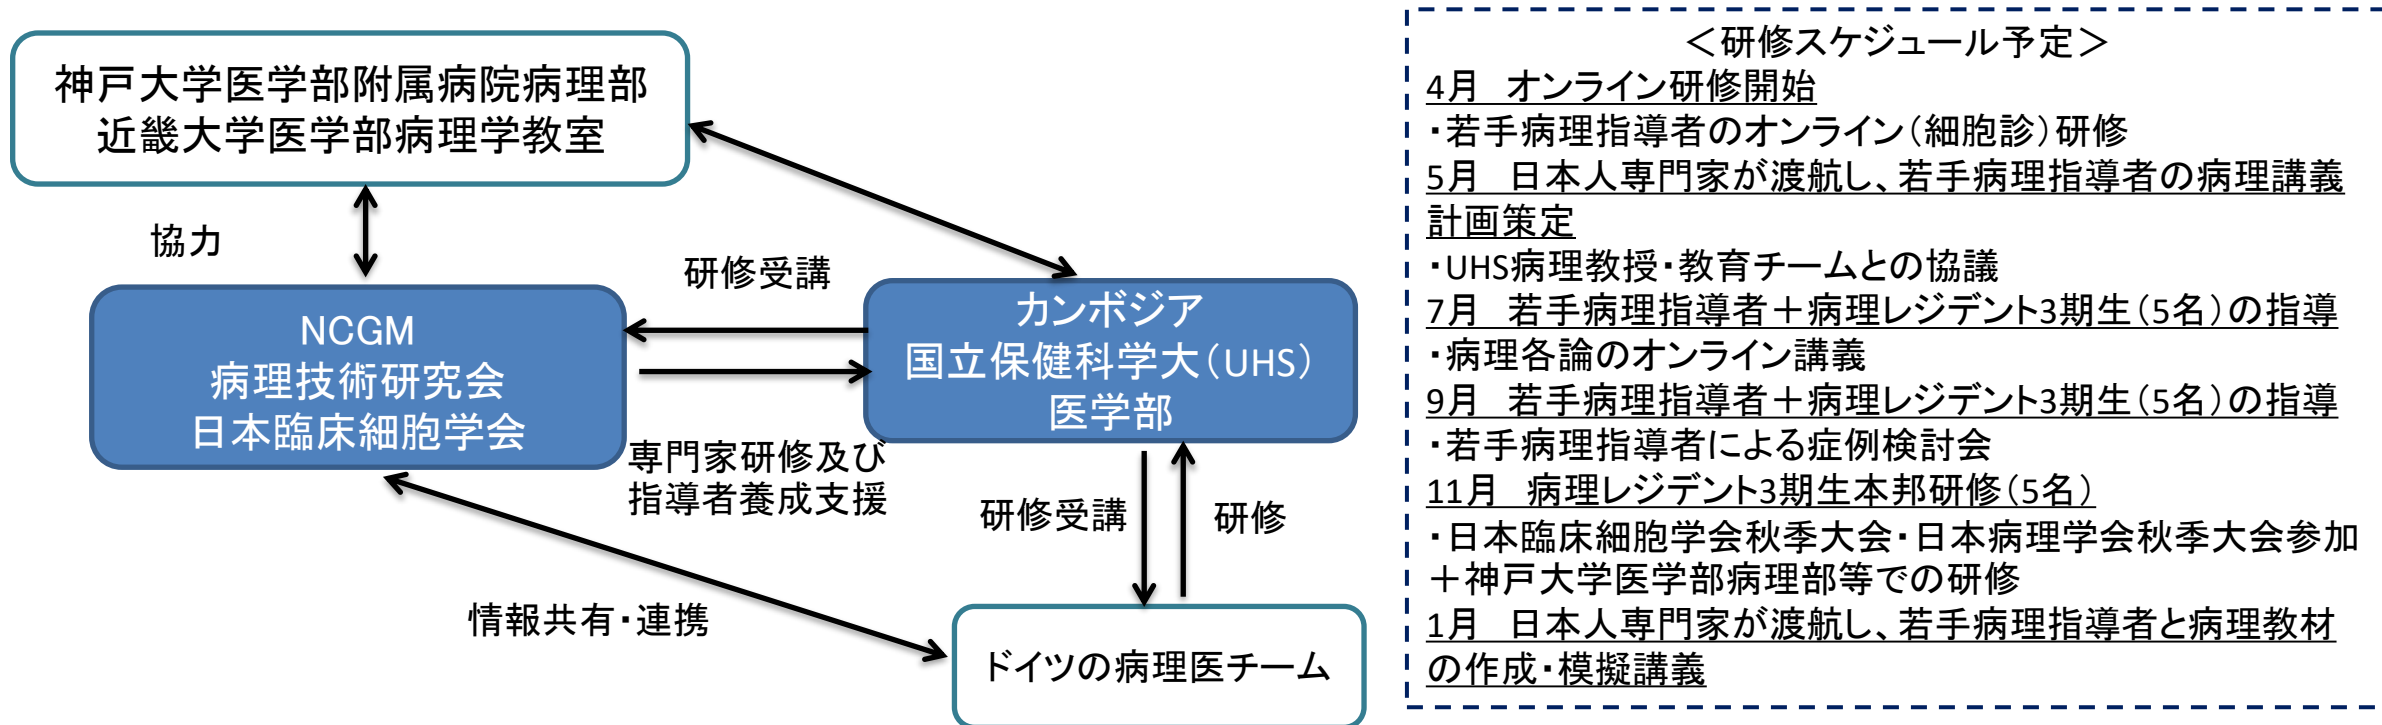 神戸大学医学部附属病院病理部
近畿大学医学部病理学教室
協力
研修受講
NCGM
病理技術研究会
日本臨床細胞学会
カンボジア
国立保健科学大(UHS)
医学部
専門家研修及び
指導者養成支援
研修受講
研修
情報共有・連携
ドイツの病理医チーム
＜研修スケジュール予定＞
4月　オンライン研修開始
・若手病理指導者のオンライン(細胞診)研修
5月　日本人専門家が渡航し、若手病理指導者の病理講義
計画策定
・UHS病理教授・教育チームとの協議
7月　若手病理指導者＋病理レジデント3期生(5名)の指導
・病理各論のオンライン講義
9月　若手病理指導者＋病理レジデント3期生(5名)の指導
・若手病理指導者による症例検討会
11月　病理レジデント3期生本邦研修(5名)
・日本臨床細胞学会秋季大会・日本病理学会秋季大会参加
＋神戸大学医学部病理部等での研修
1月　日本人専門家が渡航し、若手病理指導者と病理教材
の作成・模擬講義